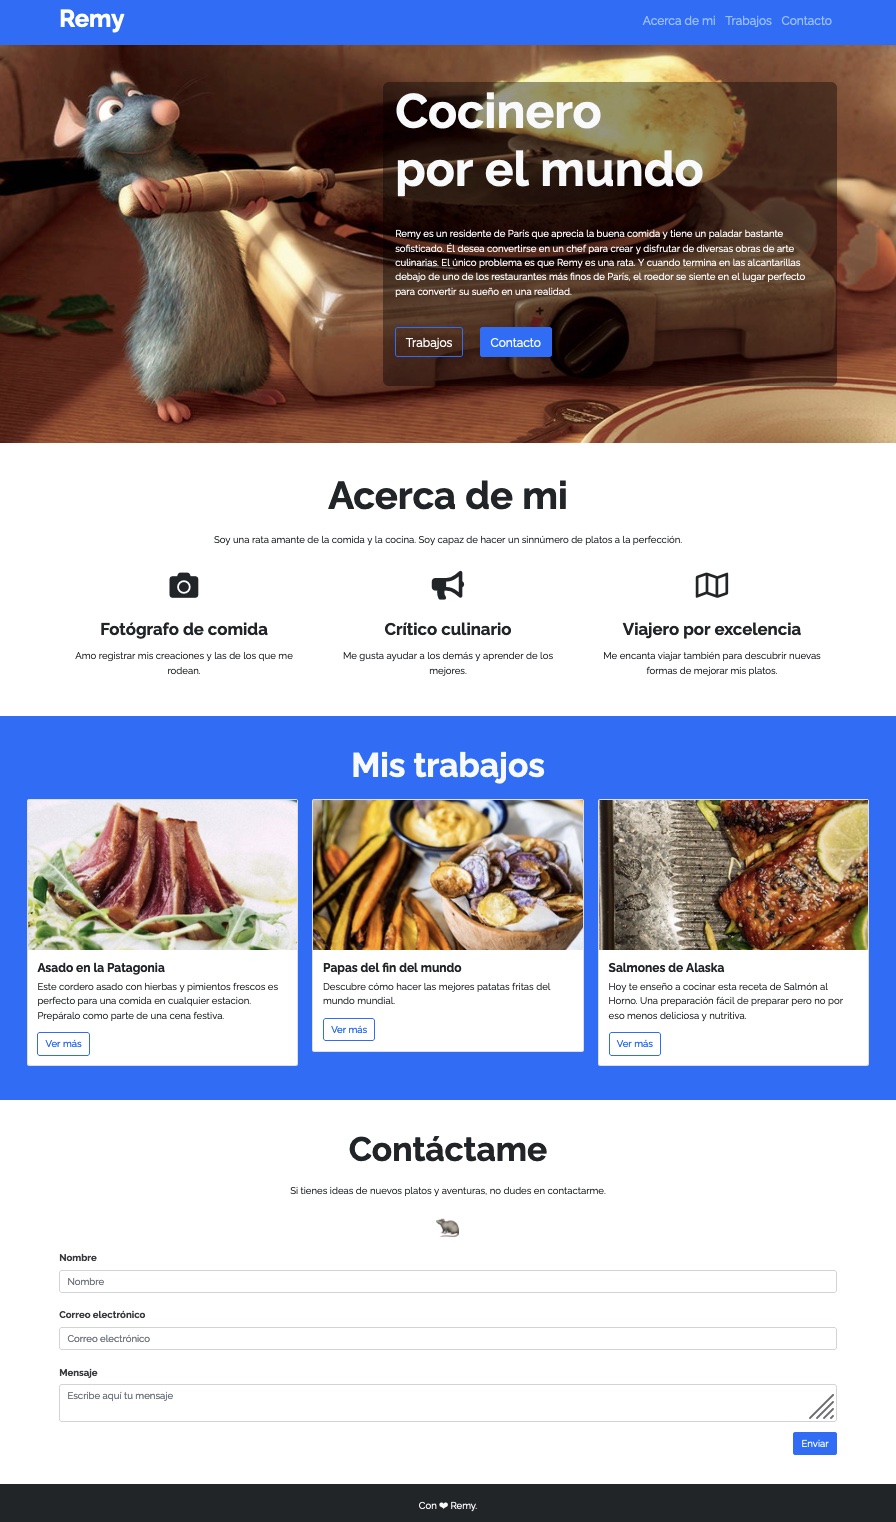 Remy
Acerca de mi Trabajos Contacto
Cocinero
por el mundo
Remy es un residente de París que aprecia la buena comida y tiene un paladar bastante
sofisticado. Él desea convertirse en un chef para crear y disfrutar de diversas obras de arte
culinarias. El único problema es que Remy es una rata. Y cuando termina en las alcantarillas
debajo de uno de los restaurantes más finos de París, el roedor se siente en el lugar perfecto
para convertir su sueño en una realidad.
Trabajos Contacto
Acerca de mi
Soy una rata amante de la comida y la cocina. Soy capaz de hacer un sinnúmero de platos a la perfección.
Fotógrafo de comida
Amo registrar mis creaciones y las de los que me
rodean.
Crítico culinario
Me gusta ayudar a los demás y aprender de los
mejores.
Viajero por excelencia
Me encanta viajar también para descubrir nuevas
formas de mejorar mis platos.
Mis trabajos
Asado en la Patagonia
Este cordero asado con hierbas y pimientos frescos es
perfecto para una comida en cualquier estacion.
Prepáralo como parte de una cena festiva.
Ver más
Papas del fin del mundo
Descubre cómo hacer las mejores patatas fritas del
mundo mundial.
Ver más
Salmones de Alaska
Hoy te enseño a cocinar esta receta de Salmón al
Horno. Una preparación fácil de preparar pero no por
eso menos deliciosa y nutritiva.
Ver más
Contáctame
Si tienes ideas de nuevos platos y aventuras, no dudes en contactarme.
Nombre
Nombre
Correo electrónico
Correo electrónico
Mensaje
Escribe aquí tu mensaje
Enviar
Con ❤ Remy.